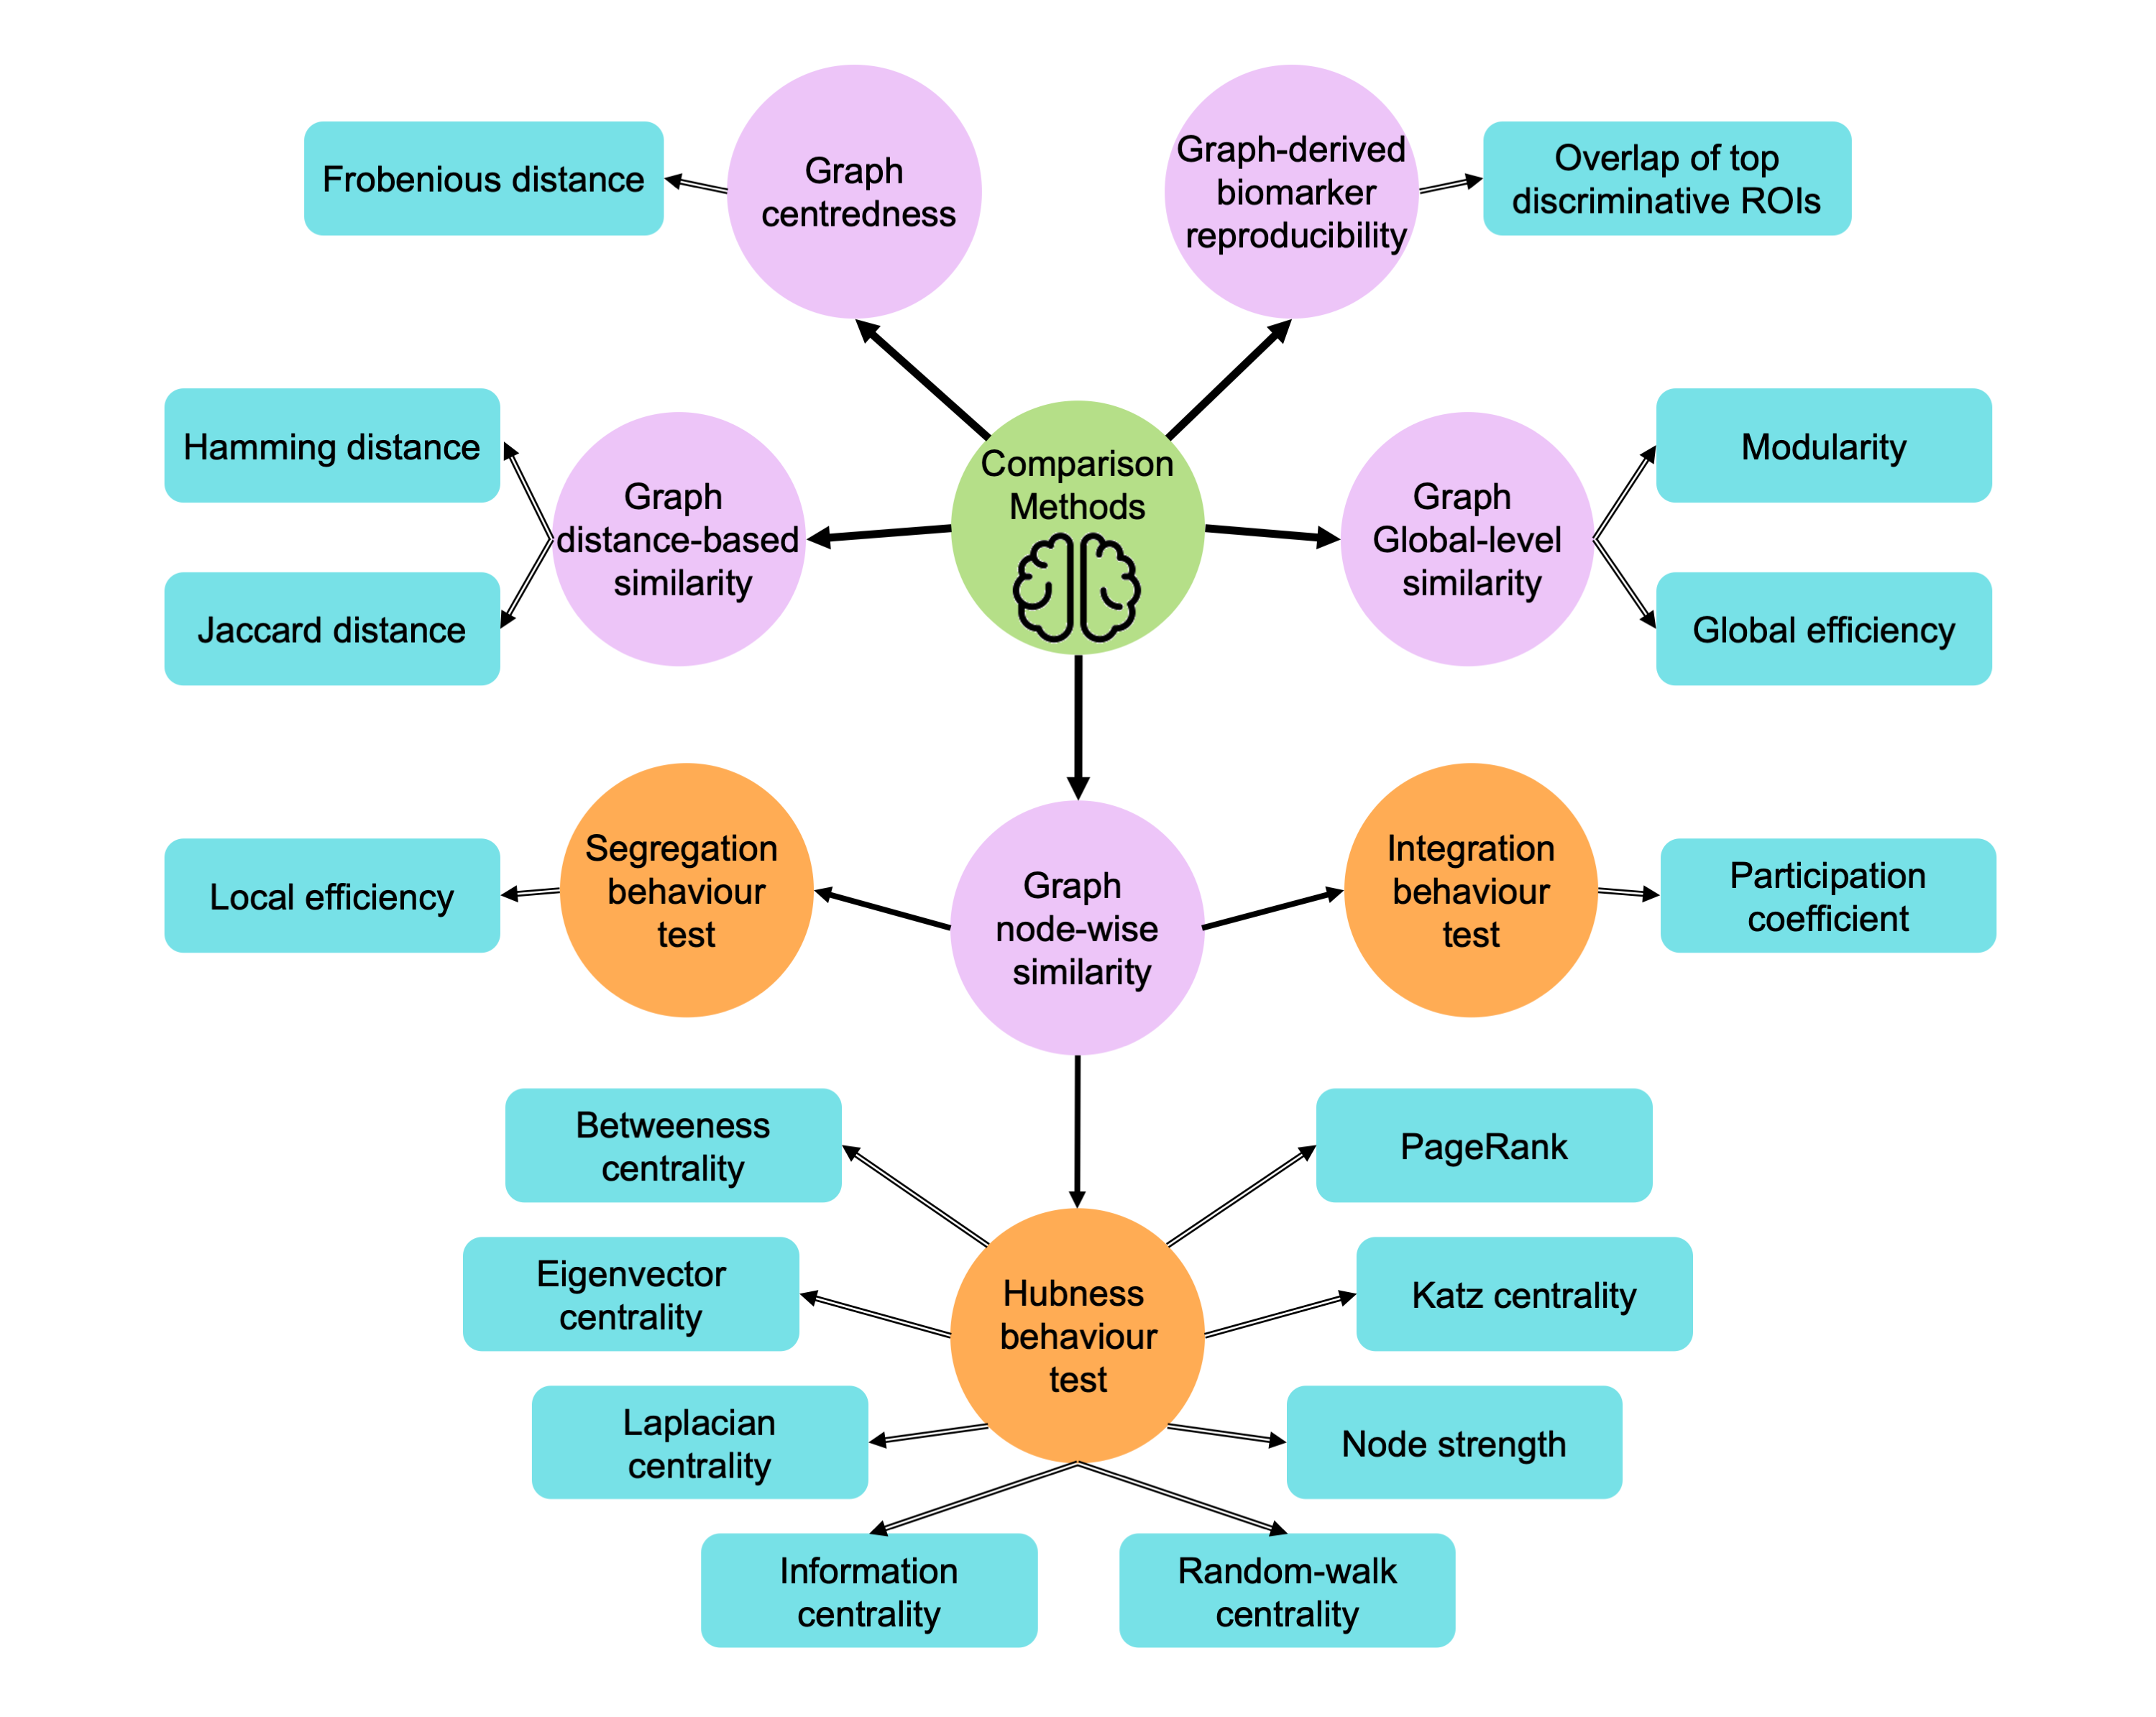 Graph
centredness
Graph-derived
biomarker
reproducibility
Frobenious distance
Overlap of top
discriminative ROIs
Hamming distance
Jaccard distance
Graph
distance-based
similarity
Comparison
Methods
Graph
Global-level
similarity
Modularity
Global efficiency
Local efficiency
Segregation
behaviour
test
Graph
node-wise
similarity
Integration
behaviour
test
Participation
coefficient
Betweeness
centrality
PageRank
Eigenvector
centrality
Hubness
behaviour
test
Katz centrality
Laplacian
centrality
Node strength
Information
centrality
Random-walk
centrality